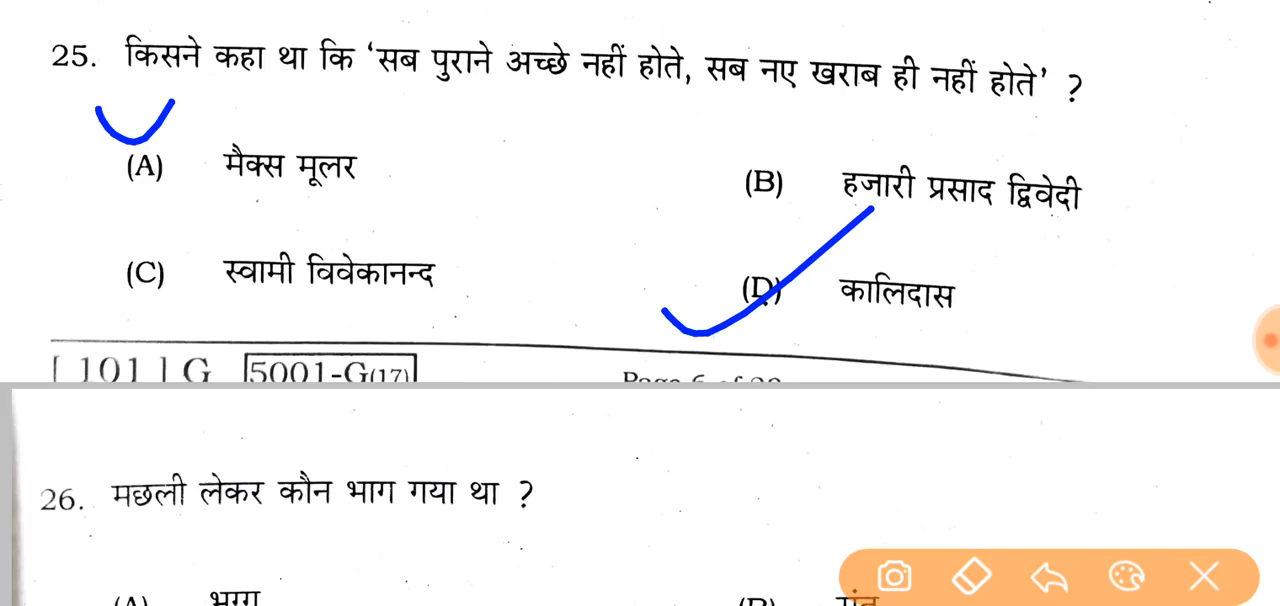 25. किसने कहा था कि ‘सब पुराने अच्छे नहीं होते, सब नए खराब ही नहीं होते’ ?
(A) मैक्स मूलर
(B) हजारी प्रसाद द्विवेदी
(C) स्वामी विवेकानन्द
(D) कालिदास
[ 101 ] G 5001-G(17)
26. मछली लेकर कौन भाग गया था ?
(A)